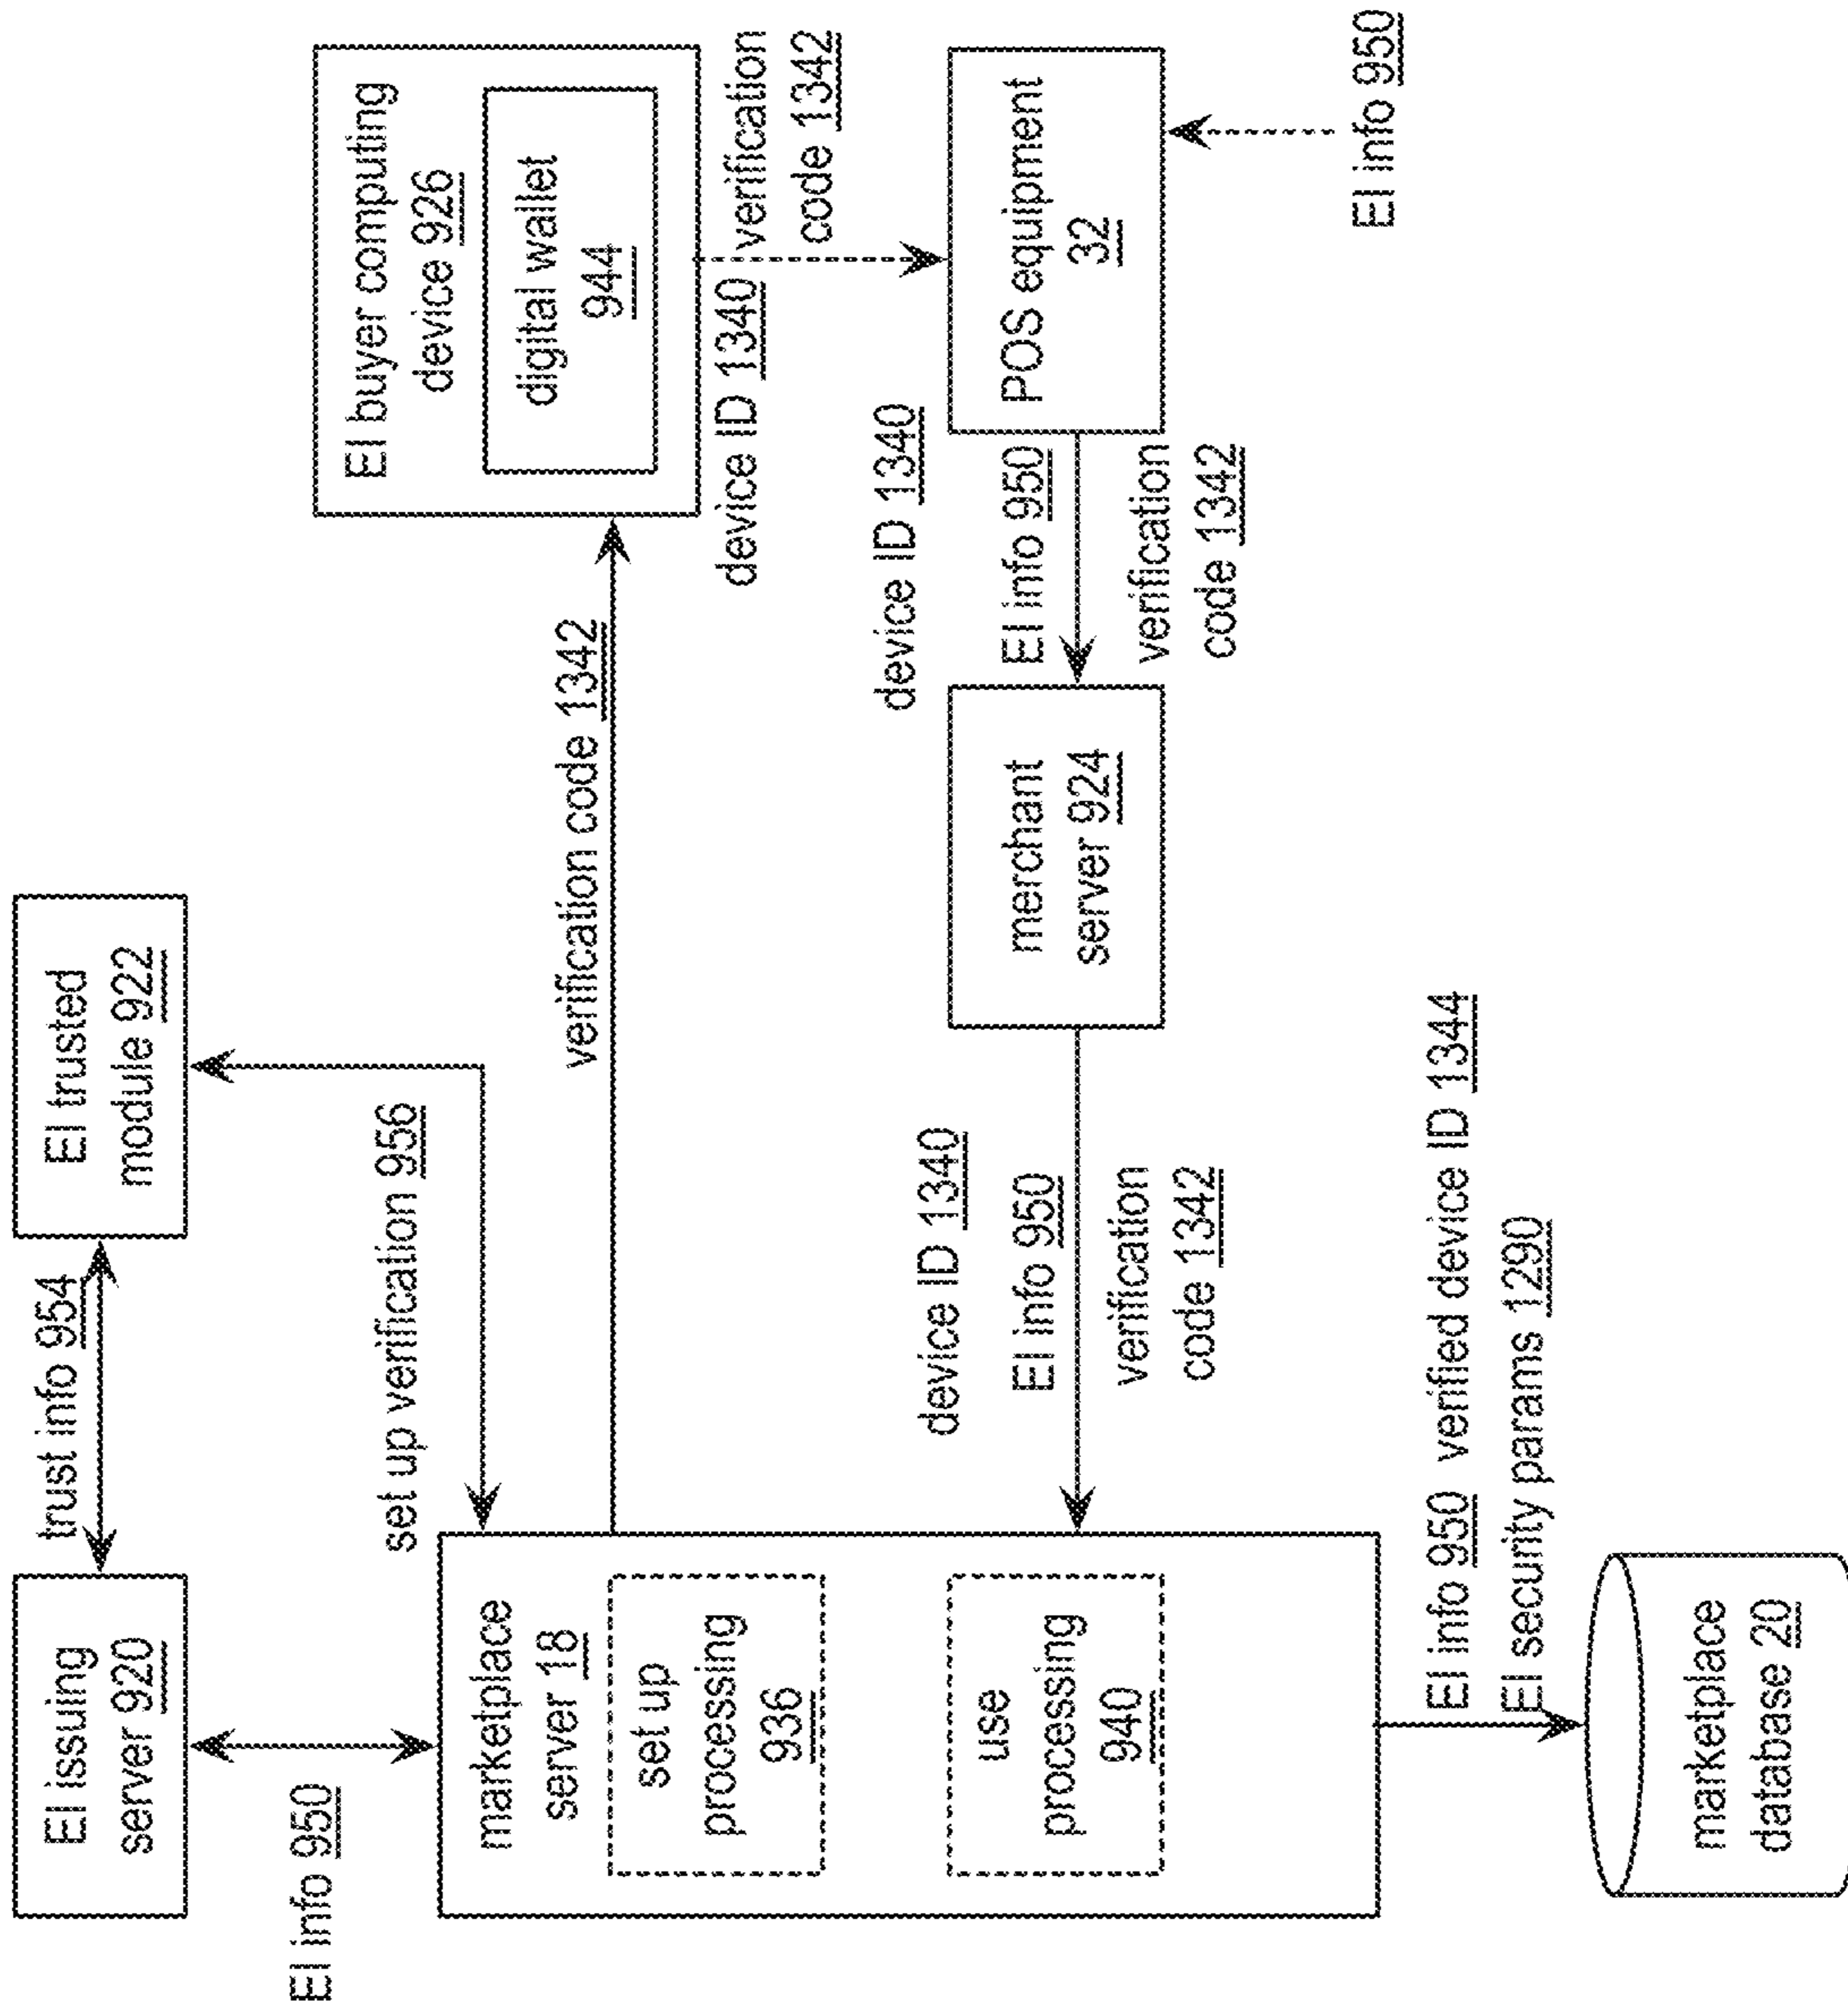 EI issuing
server 920
trust info 954
EI trusted
module 922
EI info 950
set up verification 956
EI buyer computing
device 926
digital wallet
944
marketplace
server 18
set up
processing
936
verification code 1342
device ID 1340
verification
code 1342
use
processing
940
device ID 1340
EI info 950
verification
code 1342
merchant
server 924
device ID 1340
EI info 950
verification
code 1342
POS equipment
32
EI info 950
EI info 950 verified device ID 1344
EI security params 1290
marketplace
database 20